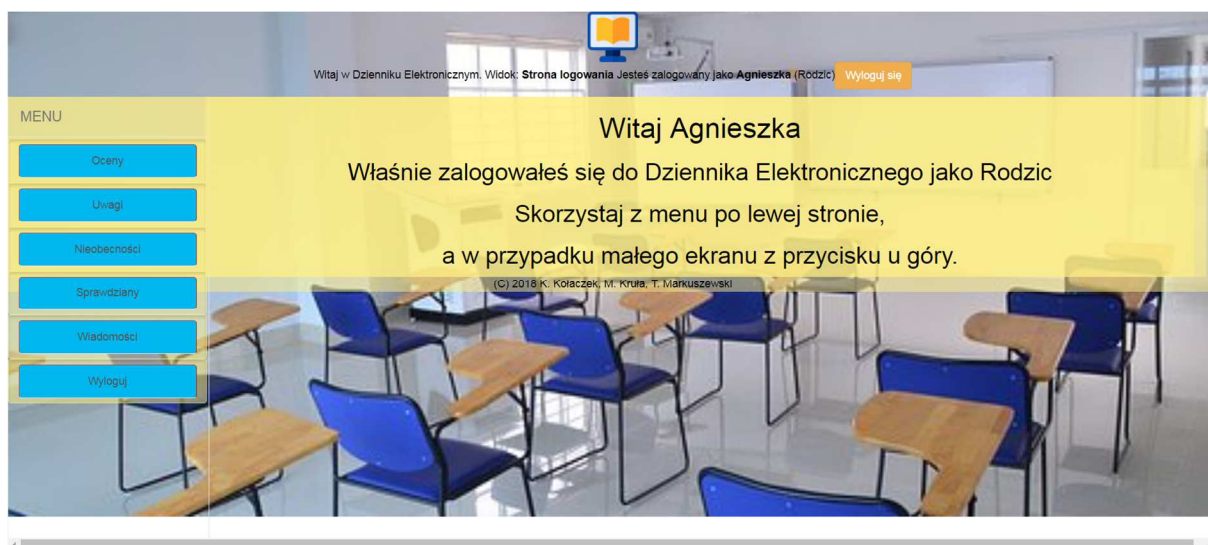 Witaj w Dzienniku Elektronicznym. Widok: Strona logowania Jesteś zalogowany jako Agnieszka (Rodzic) Wyloguj się
MENU
Oceny
Uwagi
Nieobecności
Sprawdziany
Wiadomości
Wyloguj
Witaj Agnieszka
Właśnie zalogowałeś się do Dziennika Elektronicznego jako Rodzic
Skorzystaj z menu po lewej stronie,
a w przypadku małego ekranu z przycisku u góry.
(C) 2018 K. Kołaczek, M. Kruła, T. Markuszewski